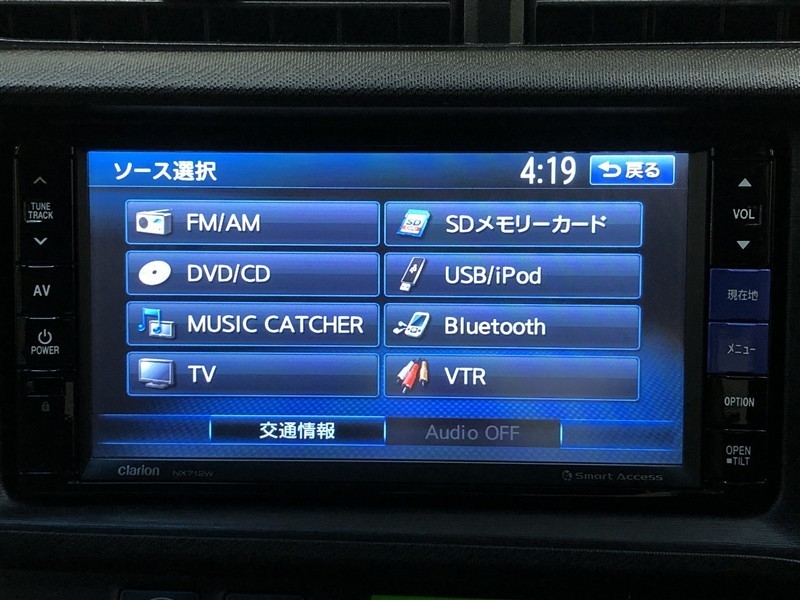 ソース選択 4:19 戻る
FM/AM SDメモリーカード
DVD/CD USB/iPod
MUSIC CATCHER Bluetooth
TV VTR
交通情報 Audio OFF
TUNE
TRACK
AV
POWER
VOL
現在地
メニュー
OPTION
OPEN
TILT
clarion NX712W Smart Access